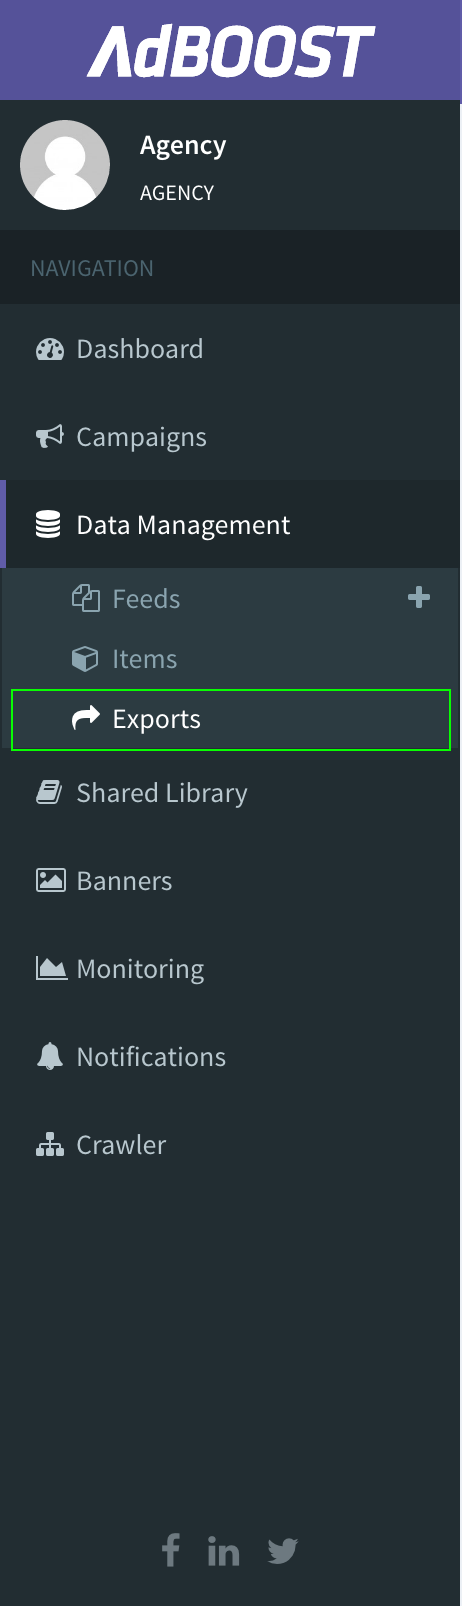 AdBOOST
Agency
AGENCY
NAVIGATION
Dashboard
Campaigns
Data Management
Feeds
Items
Exports
Shared Library
Banners
Monitoring
Notifications
Crawler